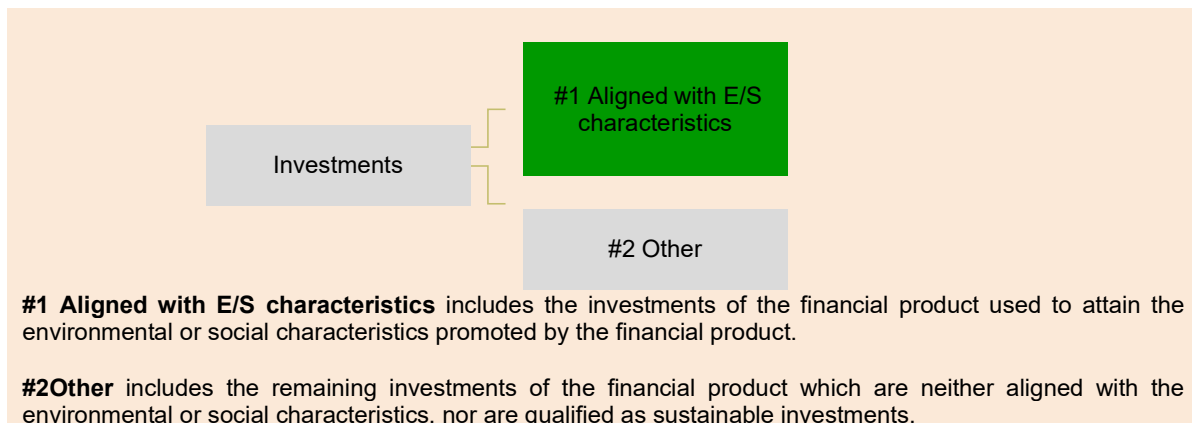 #1 Aligned with E/S
characteristics
Investments
#2 Other
#1 Aligned with E/S characteristics includes the investments of the financial product used to attain the
environmental or social characteristics promoted by the financial product.
#2Other includes the remaining investments of the financial product which are neither aligned with the
environmental or social characteristics, nor are qualified as sustainable investments.